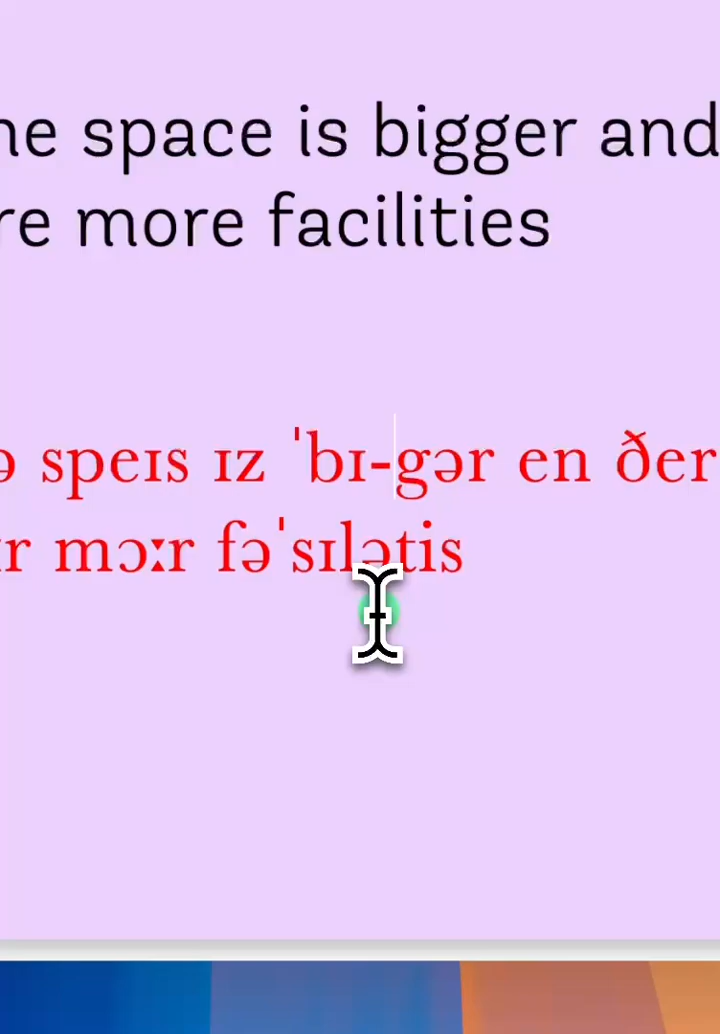 he space is bigger and
re more facilities
ə speɪs ɪz ˈbɪ-gər en ðer
r mɔːr fəˈsɪlətis